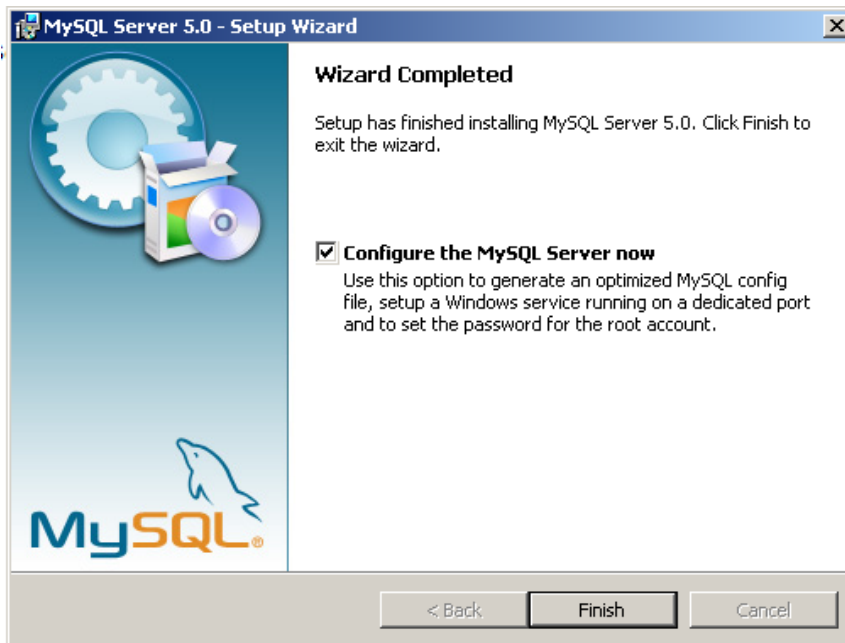 MySQL Server 5.0 - Setup Wizard
Wizard Completed
Setup has finished installing MySQL Server 5.0. Click Finish to
exit the wizard.
Configure the MySQL Server now
Use this option to generate an optimized MySQL config
file, setup a Windows service running on a dedicated port
and to set the password for the root account.
MySQL®
< Back
Finish
Cancel